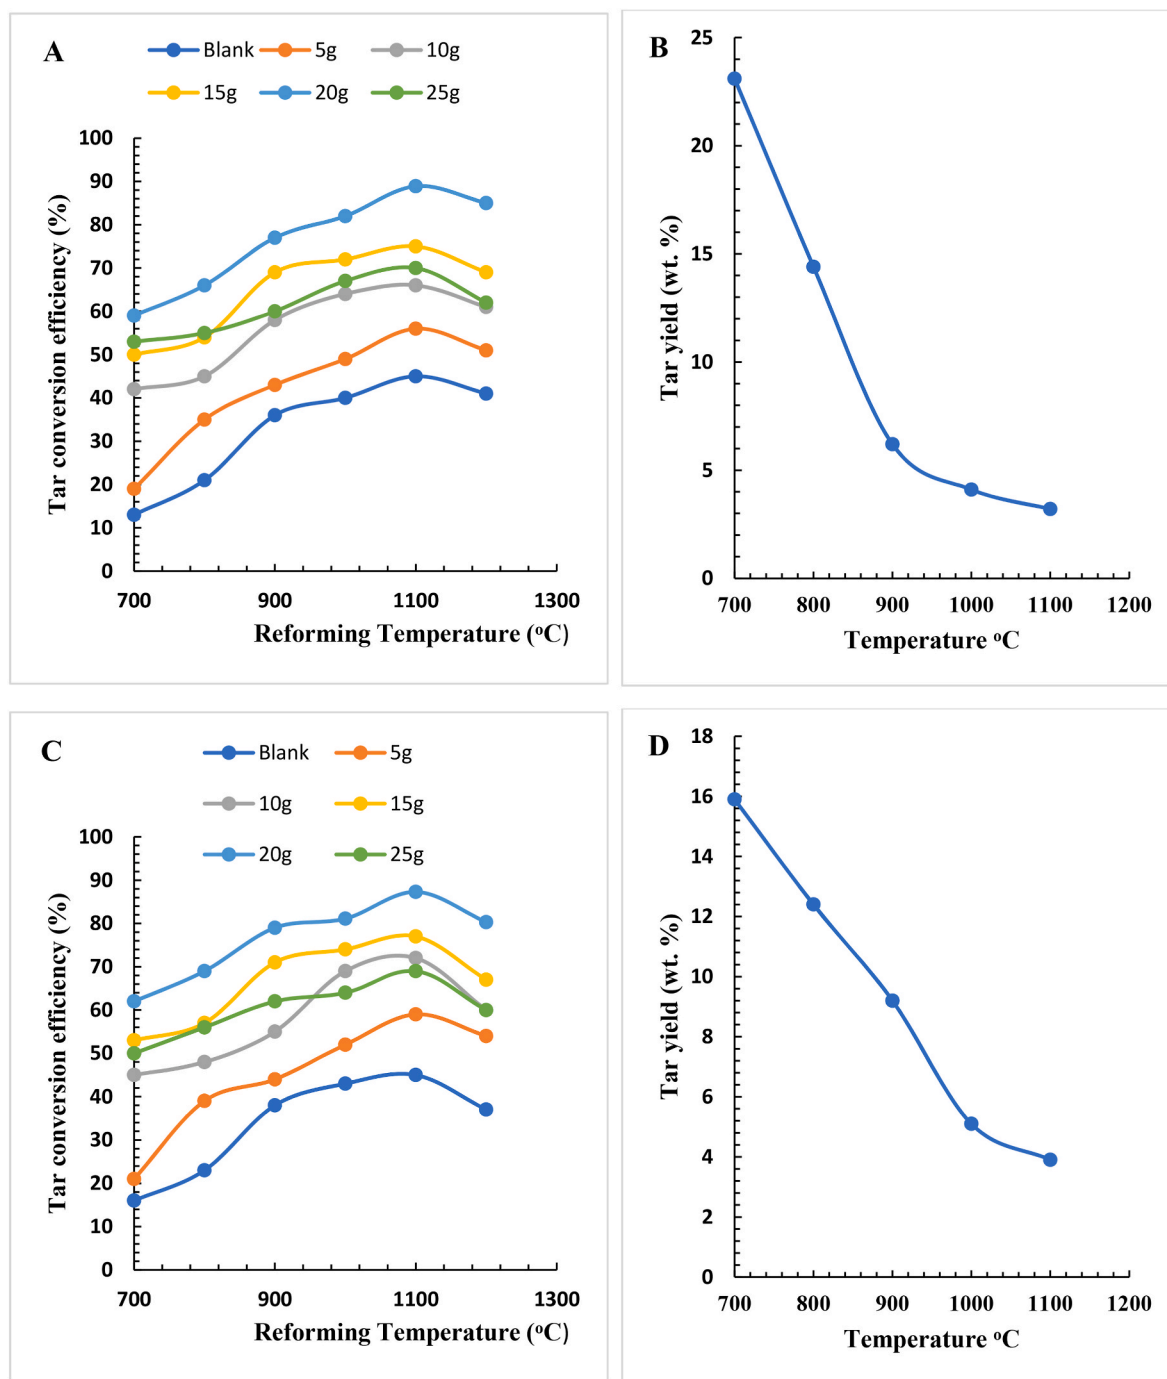 A
Blank 5g 10g
15g 20g 25g
100
90
80
70
60
50
40
30
20
10
0
Tar conversion efficiency (%)
700 900 1100 1300
Reforming Temperature (ºC)
B
25
20
15
10
5
0
Tar yield (wt. %)
700 800 900 1000 1100 1200
Temperature ºC
C
Blank 5g
10g 15g
20g 25g
100
90
80
70
60
50
40
30
20
10
0
Tar conversion efficiency (%)
700 900 1100 1300
Reforming Temperature (ºC)
D
18
16
14
12
10
8
6
4
2
0
Tar yield (wt. %)
700 800 900 1000 1100 1200
Temperature ºC